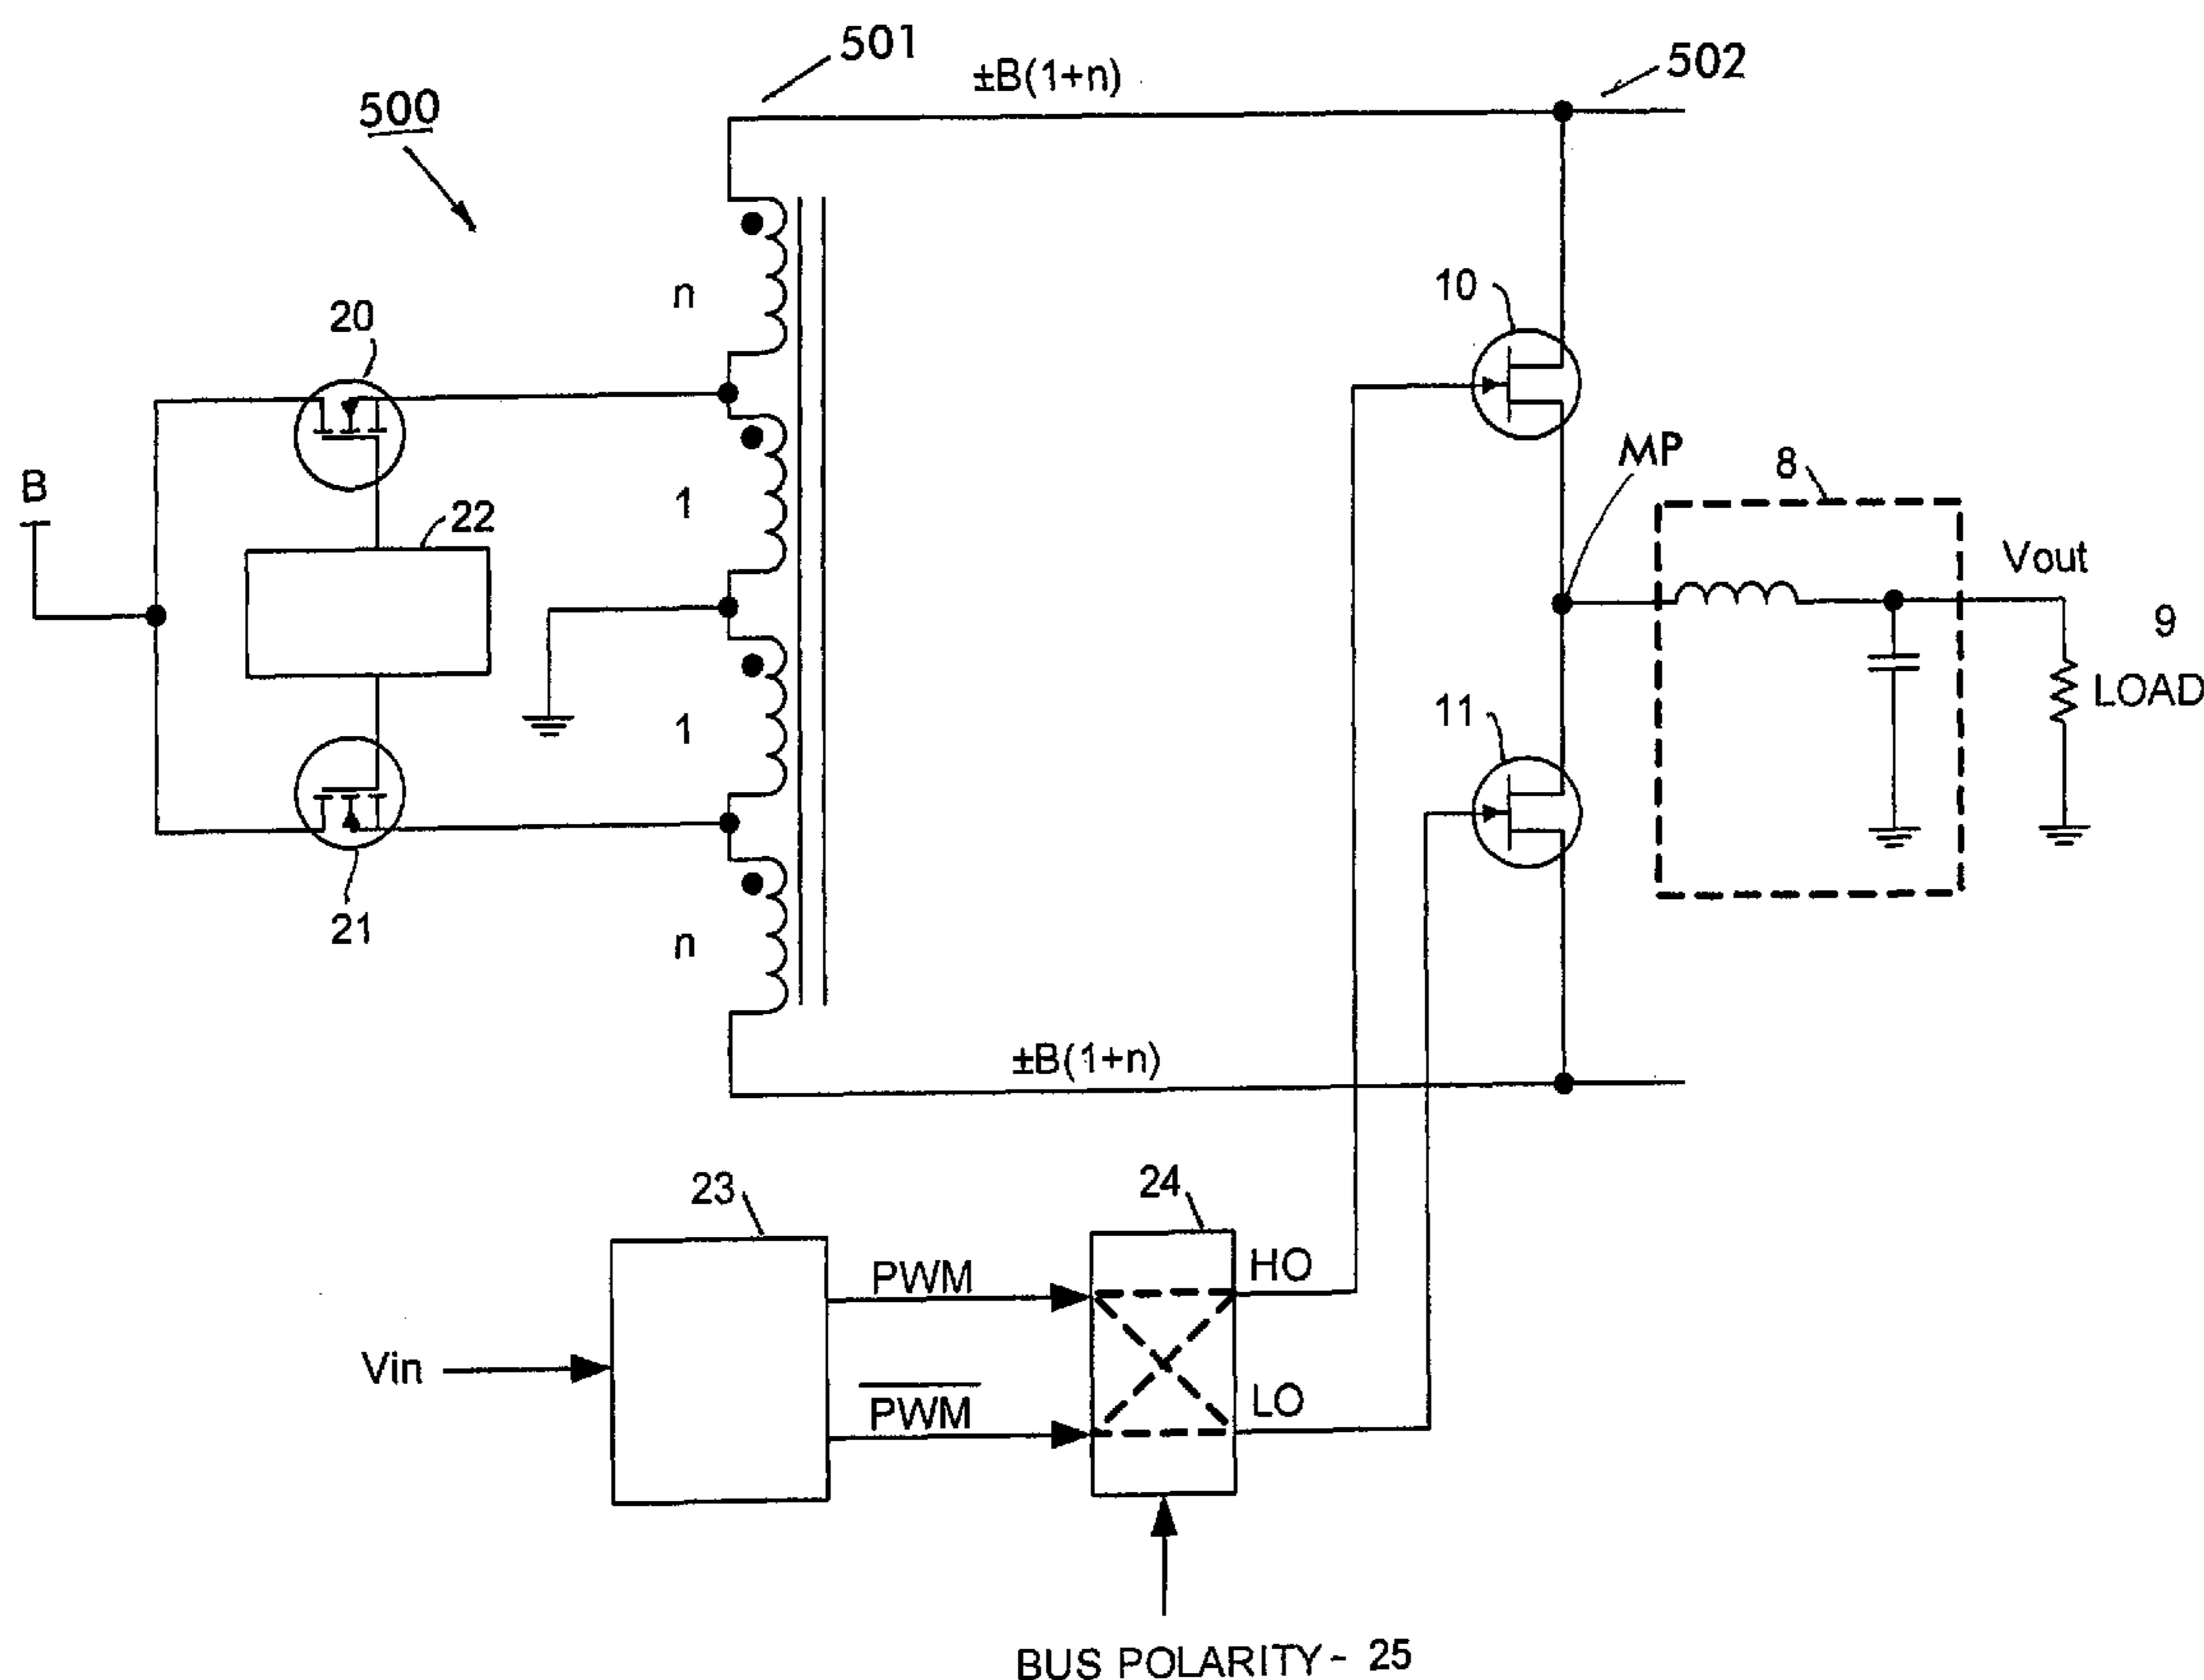 501
±B(1+n)
502
500
10
n
20
MP
8
B
1
22
Vout
9
LOAD
11
1
21
n
±B(1+n)
23
24
PWM
HO
Vin
PWM
LO
BUS POLARITY - 25